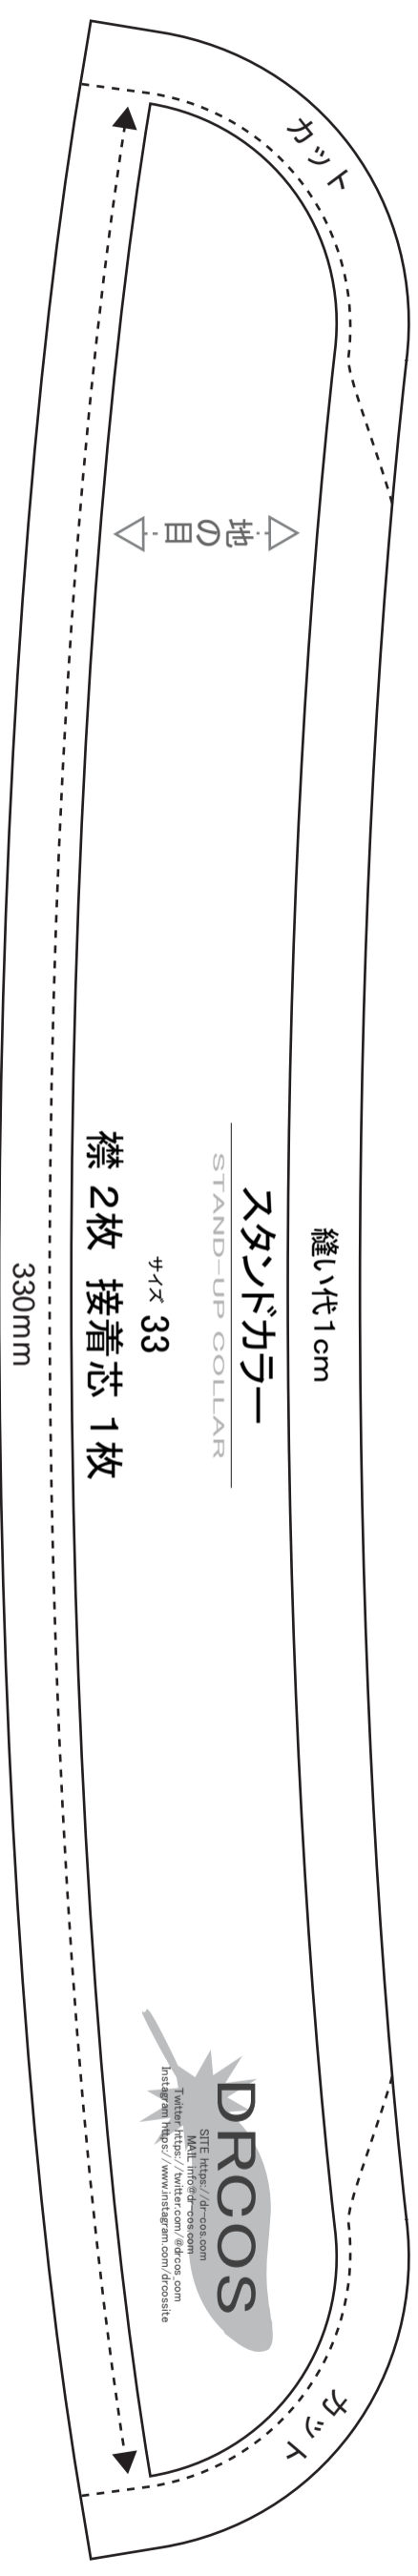 カット
地の目
縫い代1cm
スタンドカラー
STAND-UP COLLAR
サイズ 33
襟 2枚 接着芯 1枚
330mm
DRCOS
SITE https://dr-cos.com
MAIL info@dr-cos.com
Twitter https://twitter.com/@drcos_com
Instagram https://www.instagram.com/drcossite
カット